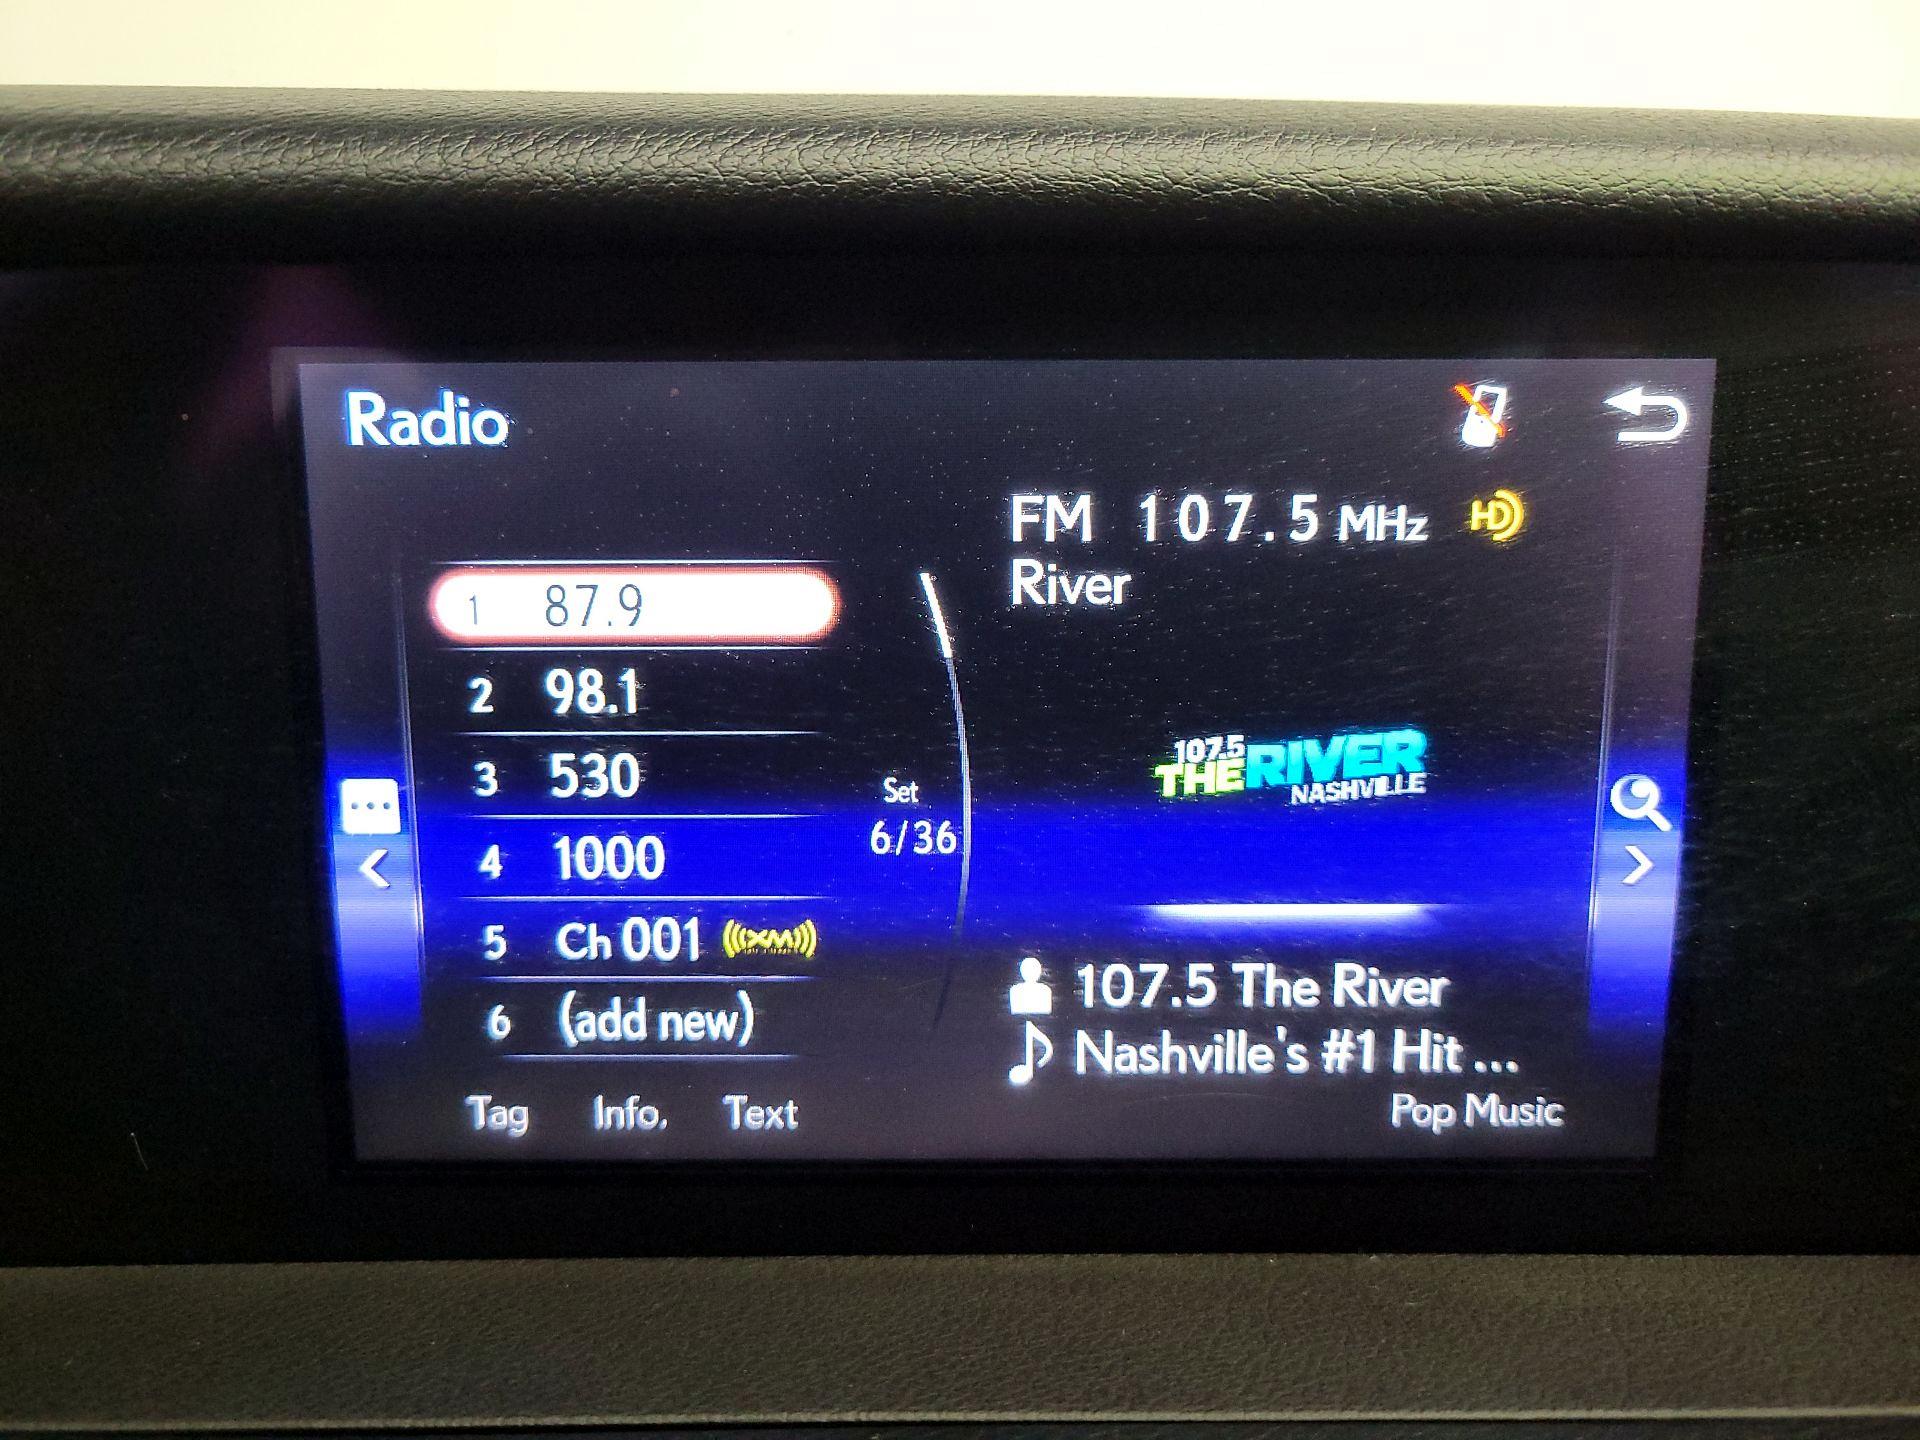 Radio
FM 107.5 MHz HD
River
1 87.9
2 98.1
3 530
4 1000
5 Ch 001 ((XM))
6 (add new)
Set
6/36
107.5
THE RIVER
NASHVILLE
107.5 The River
Nashville's #1 Hit ...
Pop Music
Tag Info. Text